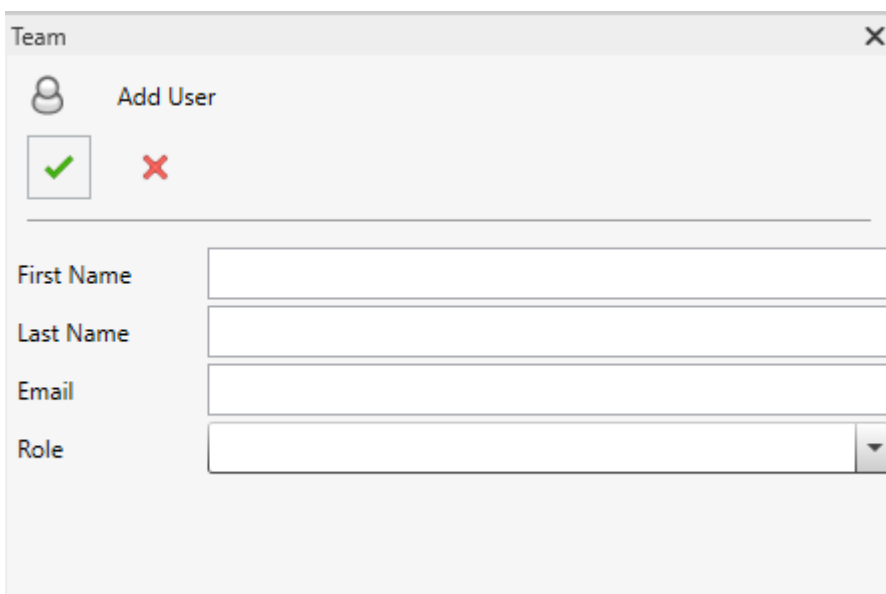 Team
Add User
First Name
Last Name
Email
Role